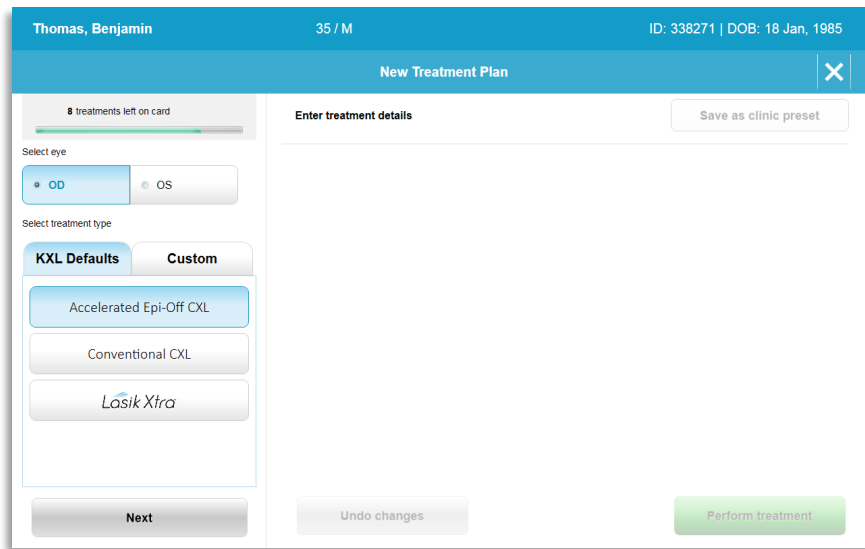 Thomas, Benjamin 35 / M ID: 338271 | DOB: 18 Jan, 1985
New Treatment Plan
8 treatments left on card
Enter treatment details
Save as clinic preset
Select eye
OD OS
Select treatment type
KXL Defaults Custom
Accelerated Epi-Off CXL
Conventional CXL
Lasik Xtra
Next
Undo changes
Perform treatment